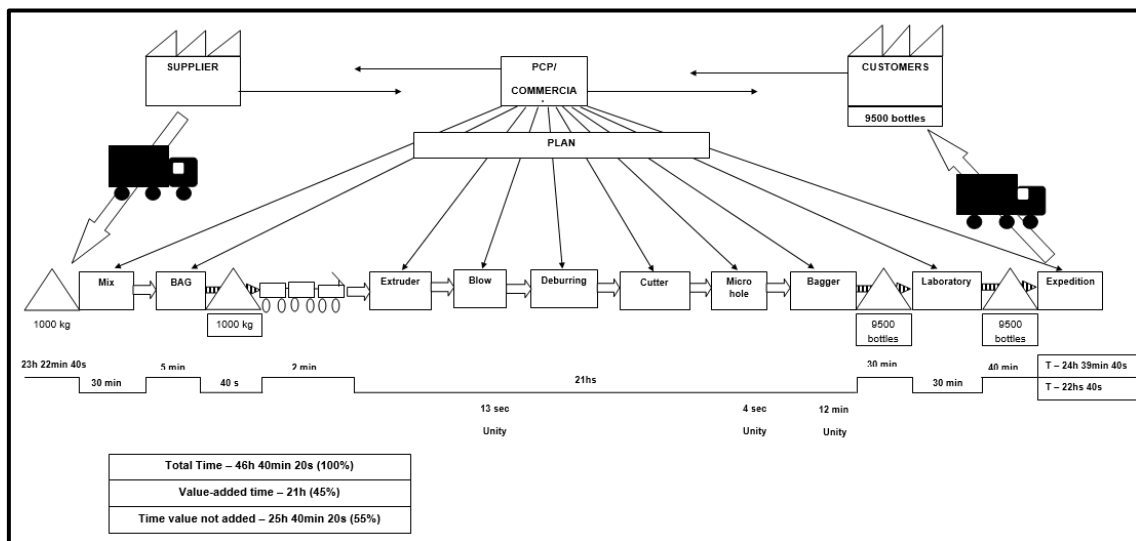 SUPPLIER
PCP/
COMMERCIA
CUSTOMERS
9500 bottles
PLAN
Mix
BAG
Extruder
Blow
Deburring
Cutter
Micro
hole
Bagger
Laboratory
Expedition
1000 kg
1000 kg
9500
bottles
9500
bottles
23h 22min 40s
30 min
5 min
40 s
2 min
21hs
30 min
30 min
40 min
T – 24h 39min 40s
T – 22hs 40s
13 sec
Unity
4 sec
Unity
12 min
Unity
Total Time – 46h 40min 20s (100%)
Value-added time – 21h (45%)
Time value not added – 25h 40min 20s (55%)